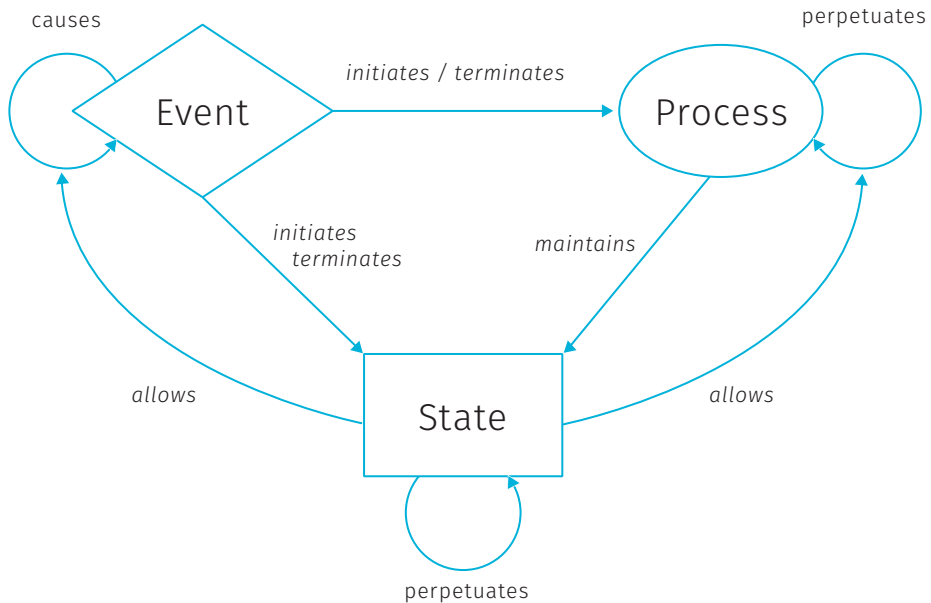 causes
perpetuates
initiates / terminates
Event
Process
initiates
terminates
maintains
allows
allows
State
perpetuates